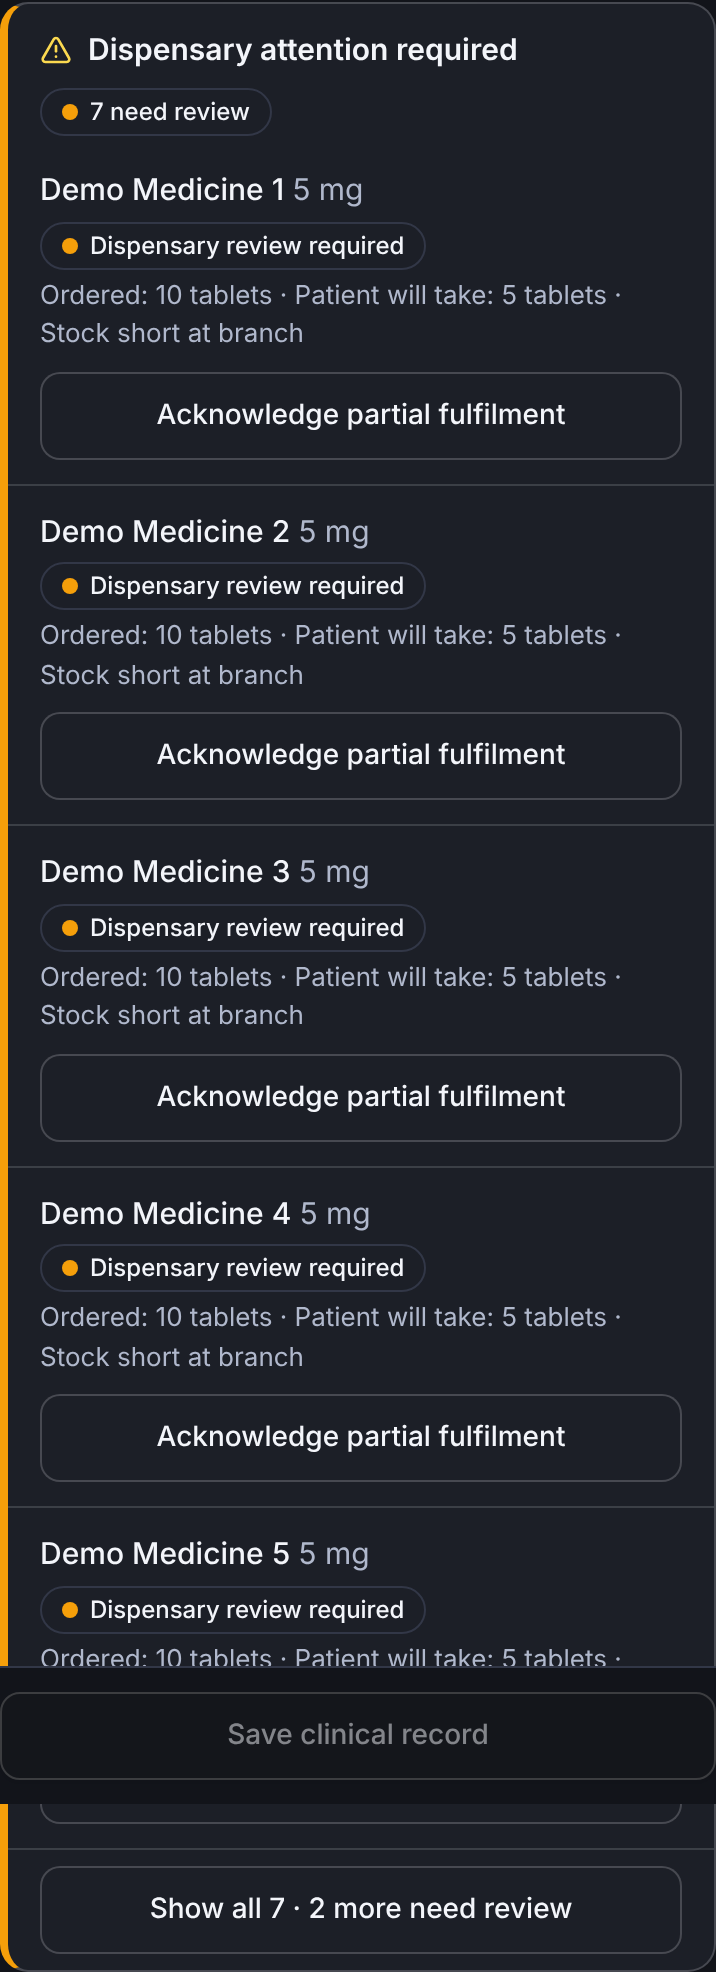 Dispensary attention required
7 need review
Demo Medicine 1 5 mg
Dispensary review required
Ordered: 10 tablets · Patient will take: 5 tablets ·
Stock short at branch
Acknowledge partial fulfilment
Demo Medicine 2 5 mg
Dispensary review required
Ordered: 10 tablets · Patient will take: 5 tablets ·
Stock short at branch
Acknowledge partial fulfilment
Demo Medicine 3 5 mg
Dispensary review required
Ordered: 10 tablets · Patient will take: 5 tablets ·
Stock short at branch
Acknowledge partial fulfilment
Demo Medicine 4 5 mg
Dispensary review required
Ordered: 10 tablets · Patient will take: 5 tablets ·
Stock short at branch
Acknowledge partial fulfilment
Demo Medicine 5 5 mg
Dispensary review required
Ordered: 10 tablets · Patient will take: 5 tablets ·
Save clinical record
Show all 7 · 2 more need review